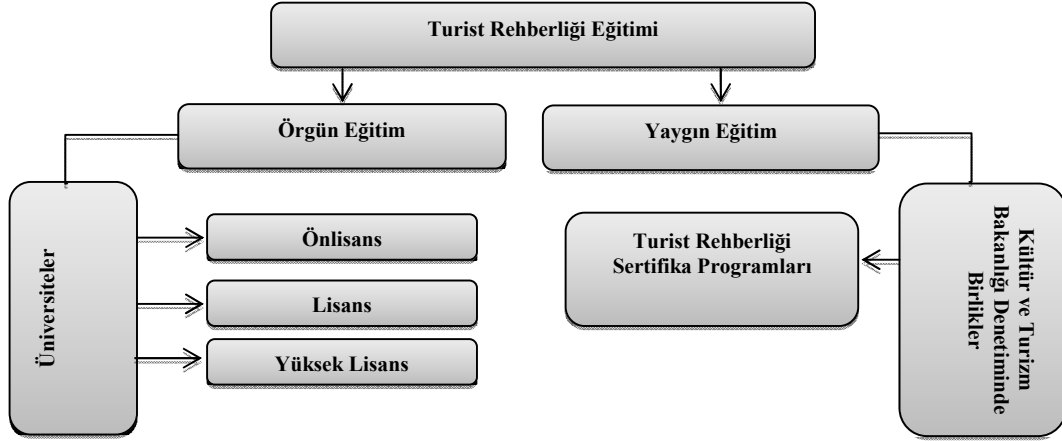 Turist Rehberliği Eğitimi
Örgün Eğitim
Yaygın Eğitim
Üniversiteler
Önlisans
Lisans
Yüksek Lisans
Turist Rehberliği
Sertifika Programları
Kültür ve Turizm
Bakanlığı Denetiminde
Birlikler